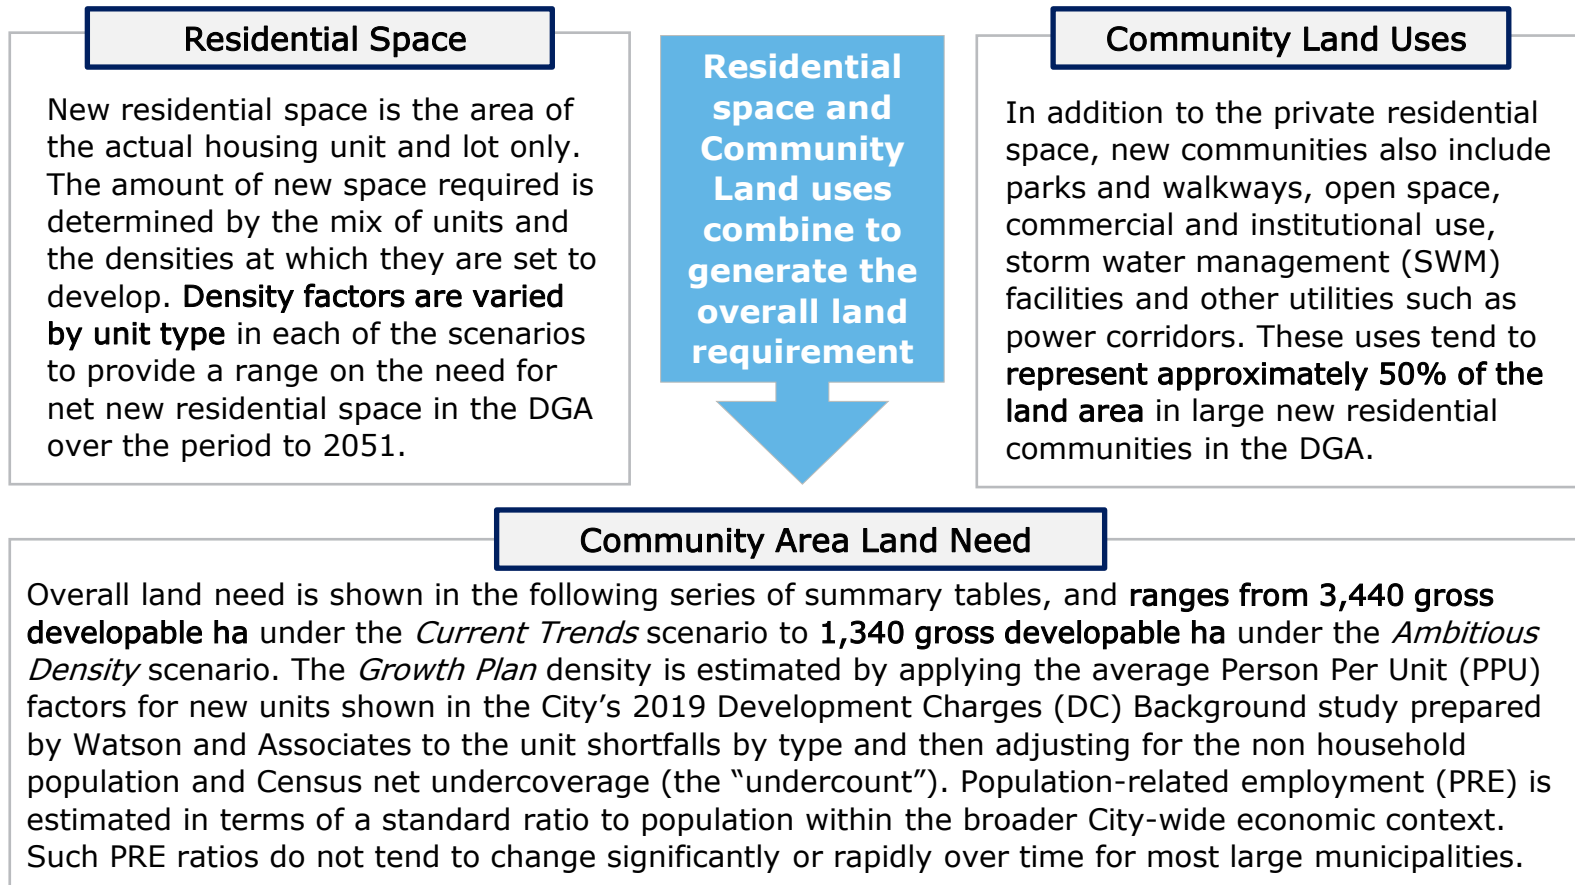 Residential Space
New residential space is the area of
the actual housing unit and lot only.
The amount of new space required is
determined by the mix of units and
the densities at which they are set to
develop. Density factors are varied
by unit type in each of the scenarios
to provide a range on the need for
net new residential space in the DGA
over the period to 2051.
Residential
space and
Community
Land uses
combine to
generate the
overall land
requirement
Community Land Uses
In addition to the private residential
space, new communities also include
parks and walkways, open space,
commercial and institutional use,
storm water management (SWM)
facilities and other utilities such as
power corridors. These uses tend to
represent approximately 50% of the
land area in large new residential
communities in the DGA.
Community Area Land Need
Overall land need is shown in the following series of summary tables, and ranges from 3,440 gross
developable ha under the Current Trends scenario to 1,340 gross developable ha under the Ambitious
Density scenario. The Growth Plan density is estimated by applying the average Person Per Unit (PPU)
factors for new units shown in the City’s 2019 Development Charges (DC) Background study prepared
by Watson and Associates to the unit shortfalls by type and then adjusting for the non household
population and Census net undercoverage (the “undercount”). Population-related employment (PRE) is
estimated in terms of a standard ratio to population within the broader City-wide economic context.
Such PRE ratios do not tend to change significantly or rapidly over time for most large municipalities.